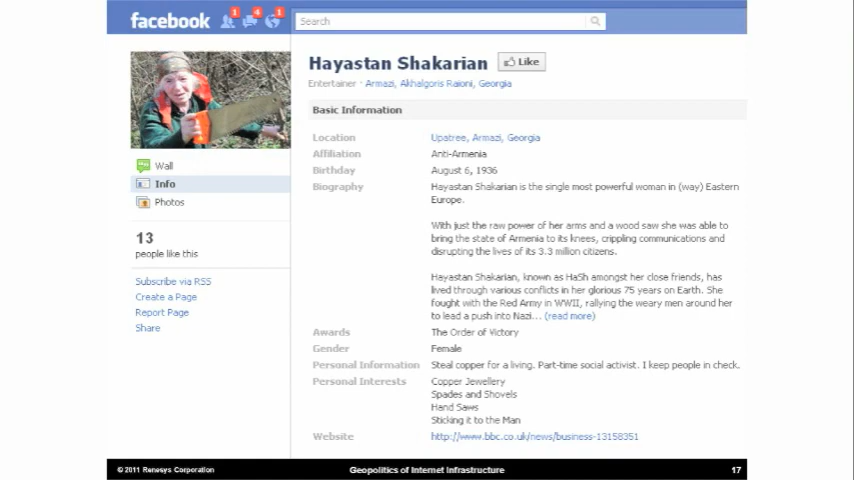 facebook
1
4
1
Search
Hayastan Shakarian
Like
Entertainer · Armazi, Akhalgoris Raioni, Georgia
Basic Information
Location Upatree, Armazi, Georgia
Affiliation Anti-Armenia
Birthday August 6, 1936
Biography Hayastan Shakarian is the single most powerful woman in (way) Eastern
Europe.
With just the raw power of her arms and a wood saw she was able to
bring the state of Armenia to its knees, crippling communications and
disrupting the lives of its 3.3 million citizens.
Hayastan Shakarian, known as HaSh amongst her close friends, has
lived through various conflicts in her glorious 75 years on Earth. She
fought with the Red Army in WWII, rallying the weary men around her
to lead a push into Nazi... (read more)
Awards The Order of Victory
Gender Female
Personal Information Steal copper for a living. Part-time social activist. I keep people in check.
Personal Interests Copper Jewellery
Spades and Shovels
Hand Saws
Sticking it to the Man
Website http://www.bbc.co.uk/news/business-13158351
Wall
Info
Photos
13
people like this
Subscribe via RSS
Create a Page
Report Page
Share
© 2011 Renesys Corporation
Geopolitics of Internet Infrastructure
17